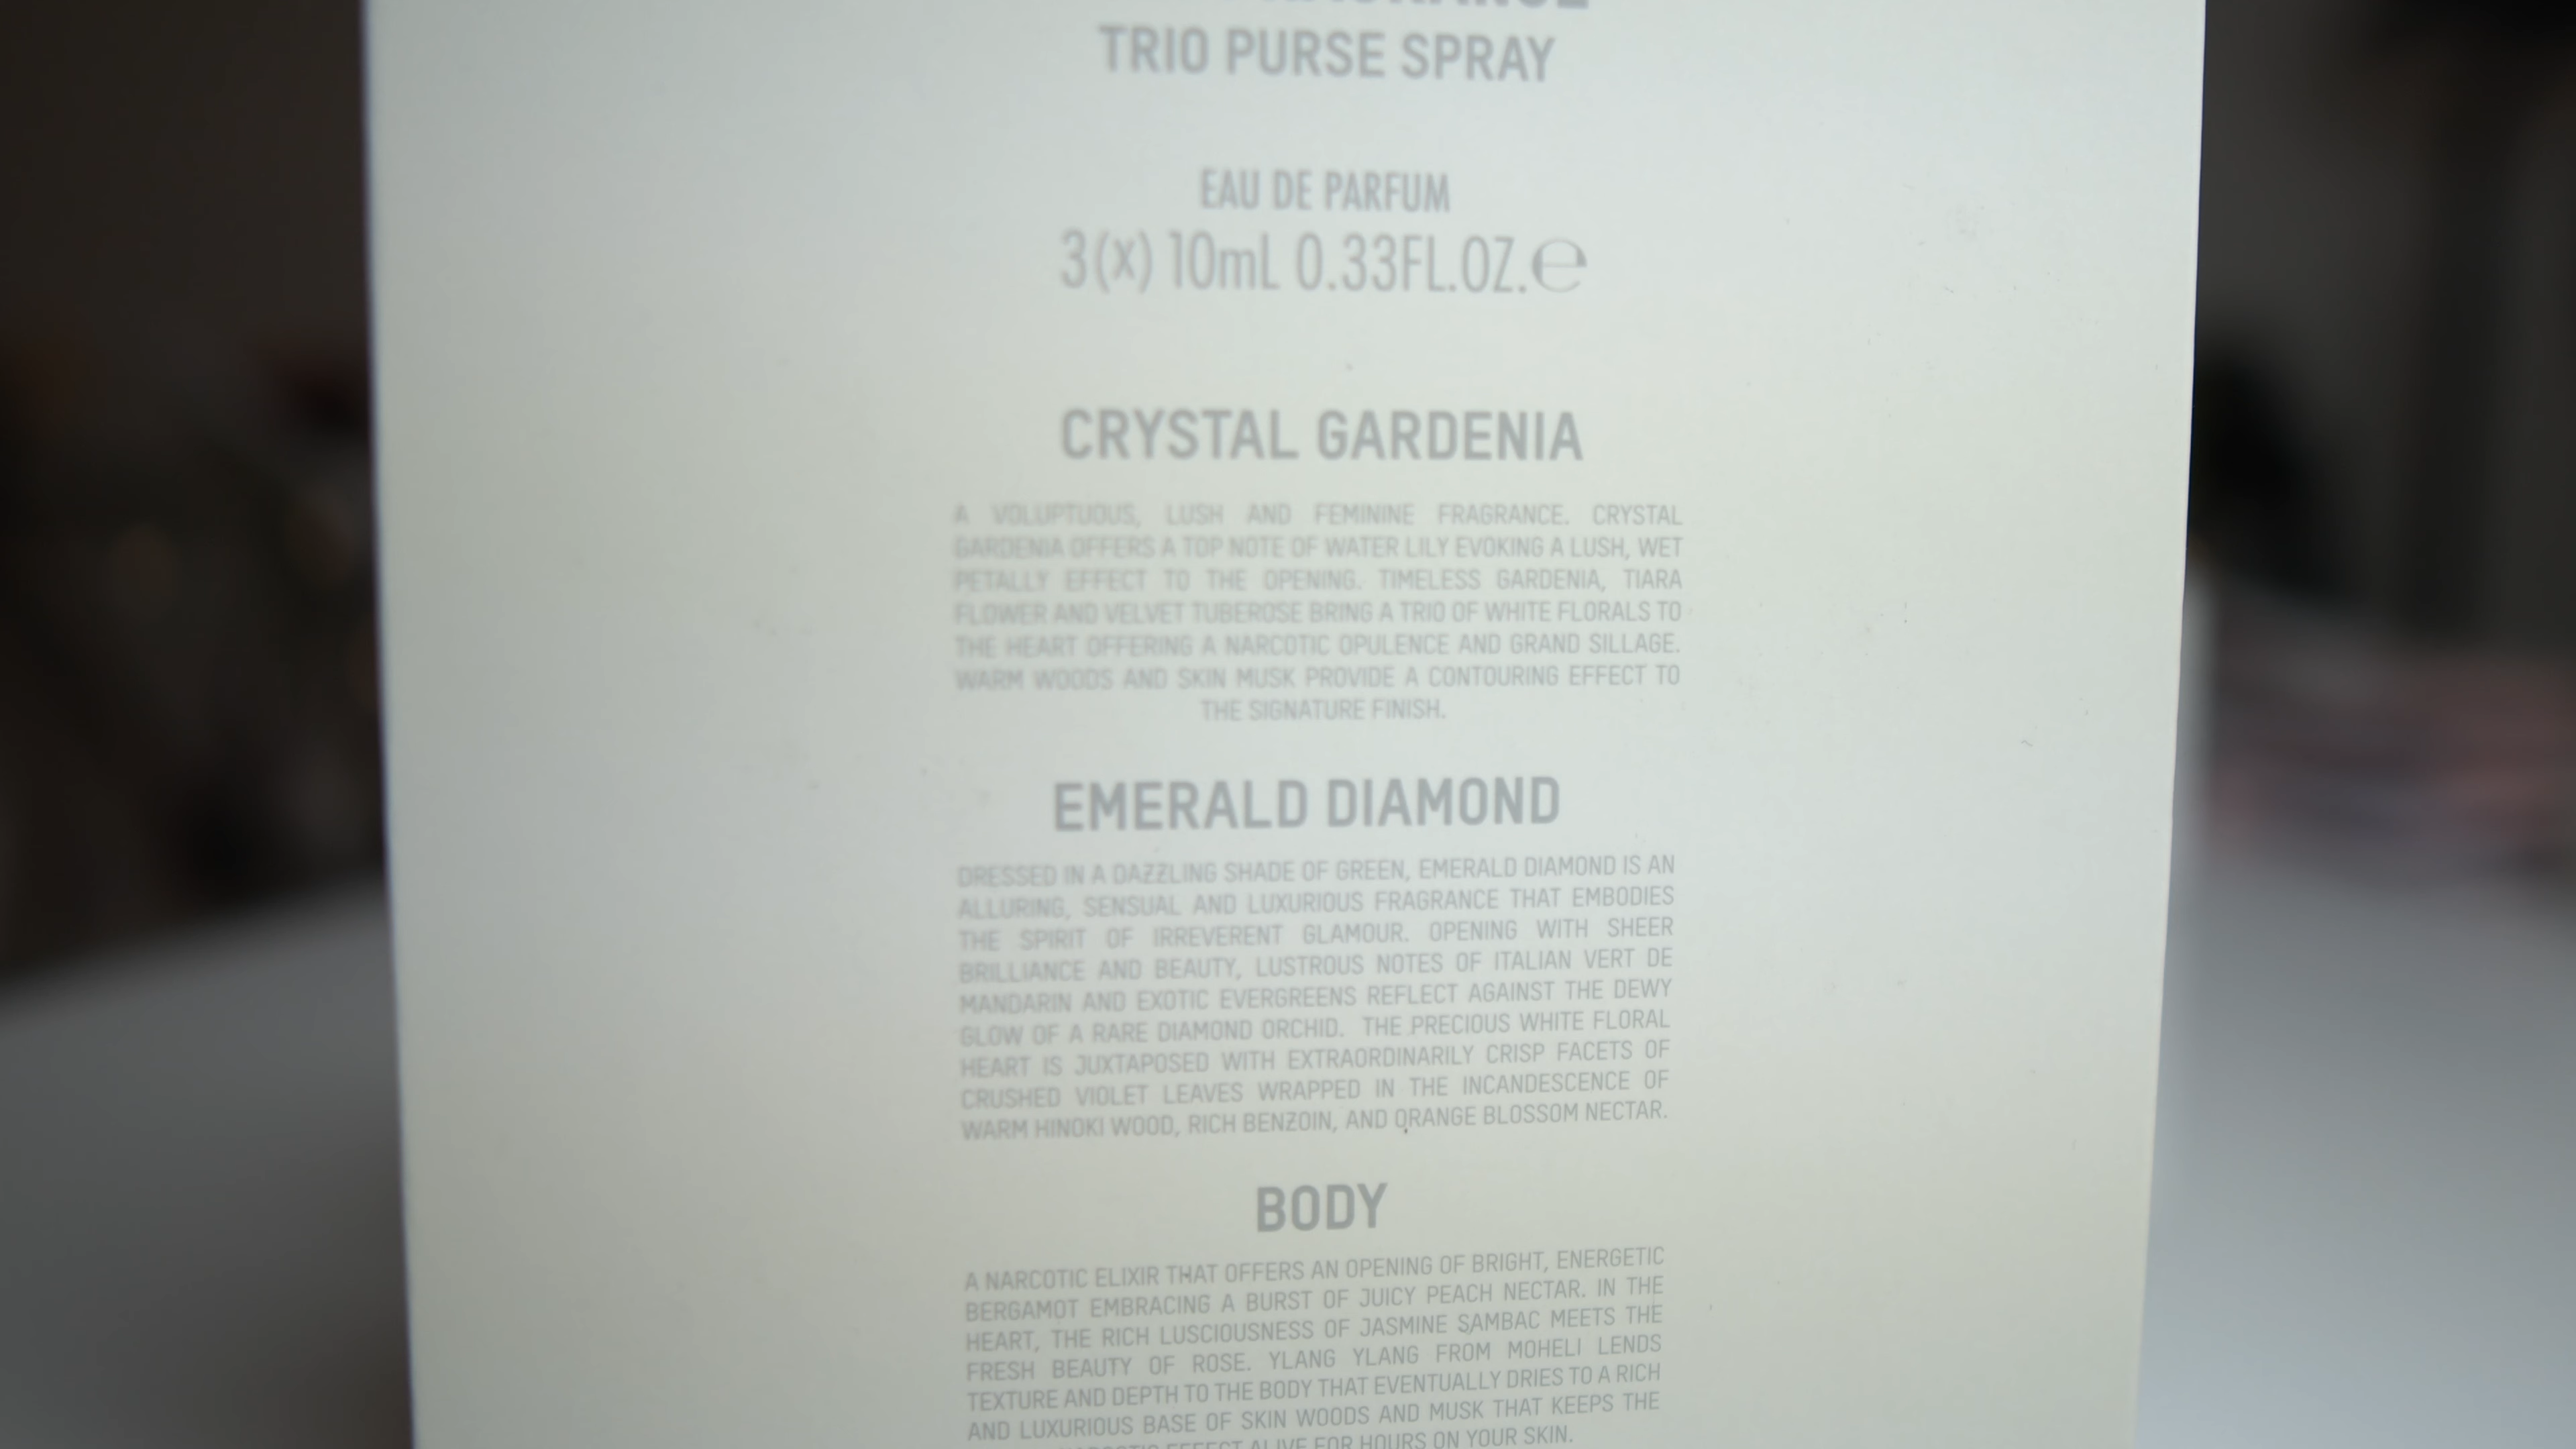 TRIO PURSE SPRAY
EAU DE PARFUM
3(x) 10mL 0.33FL.OZ.℮
CRYSTAL GARDENIA
A VOLUPTUOUS, LUSH AND FEMININE FRAGRANCE. CRYSTAL
GARDENIA OFFERS A TOP NOTE OF WATER LILY EVOKING A LUSH, WET
PETALLY EFFECT TO THE OPENING. TIMELESS GARDENIA, TIARA
FLOWER AND VELVET TUBEROSE BRING A TRIO OF WHITE FLORALS TO
THE HEART OFFERING A NARCOTIC OPULENCE AND GRAND SILLAGE.
WARM WOODS AND SKIN MUSK PROVIDE A CONTOURING EFFECT TO
THE SIGNATURE FINISH.
EMERALD DIAMOND
DRESSED IN A DAZZLING SHADE OF GREEN, EMERALD DIAMOND IS AN
ALLURING, SENSUAL AND LUXURIOUS FRAGRANCE THAT EMBODIES
THE SPIRIT OF IRREVERENT GLAMOUR. OPENING WITH SHEER
BRILLIANCE AND BEAUTY, LUSTROUS NOTES OF ITALIAN VERT DE
MANDARIN AND EXOTIC EVERGREENS REFLECT AGAINST THE DEWY
GLOW OF A RARE DIAMOND ORCHID. THE PRECIOUS WHITE FLORAL
HEART IS JUXTAPOSED WITH EXTRAORDINARILY CRISP FACETS OF
CRUSHED VIOLET LEAVES WRAPPED IN THE INCANDESCENCE OF
WARM HINOKI WOOD, RICH BENZOIN, AND ORANGE BLOSSOM NECTAR.
BODY
A NARCOTIC ELIXIR THAT OFFERS AN OPENING OF BRIGHT, ENERGETIC
BERGAMOT EMBRACING A BURST OF JUICY PEACH NECTAR. IN THE
HEART, THE RICH LUSCIOUSNESS OF JASMINE SAMBAC MEETS THE
FRESH BEAUTY OF ROSE. YLANG YLANG FROM MOHELI LENDS
TEXTURE AND DEPTH TO THE BODY THAT EVENTUALLY DRIES TO A RICH
AND LUXURIOUS BASE OF SKIN WOODS AND MUSK THAT KEEPS THE
EFFECT ALIVE FOR HOURS ON YOUR SKIN.